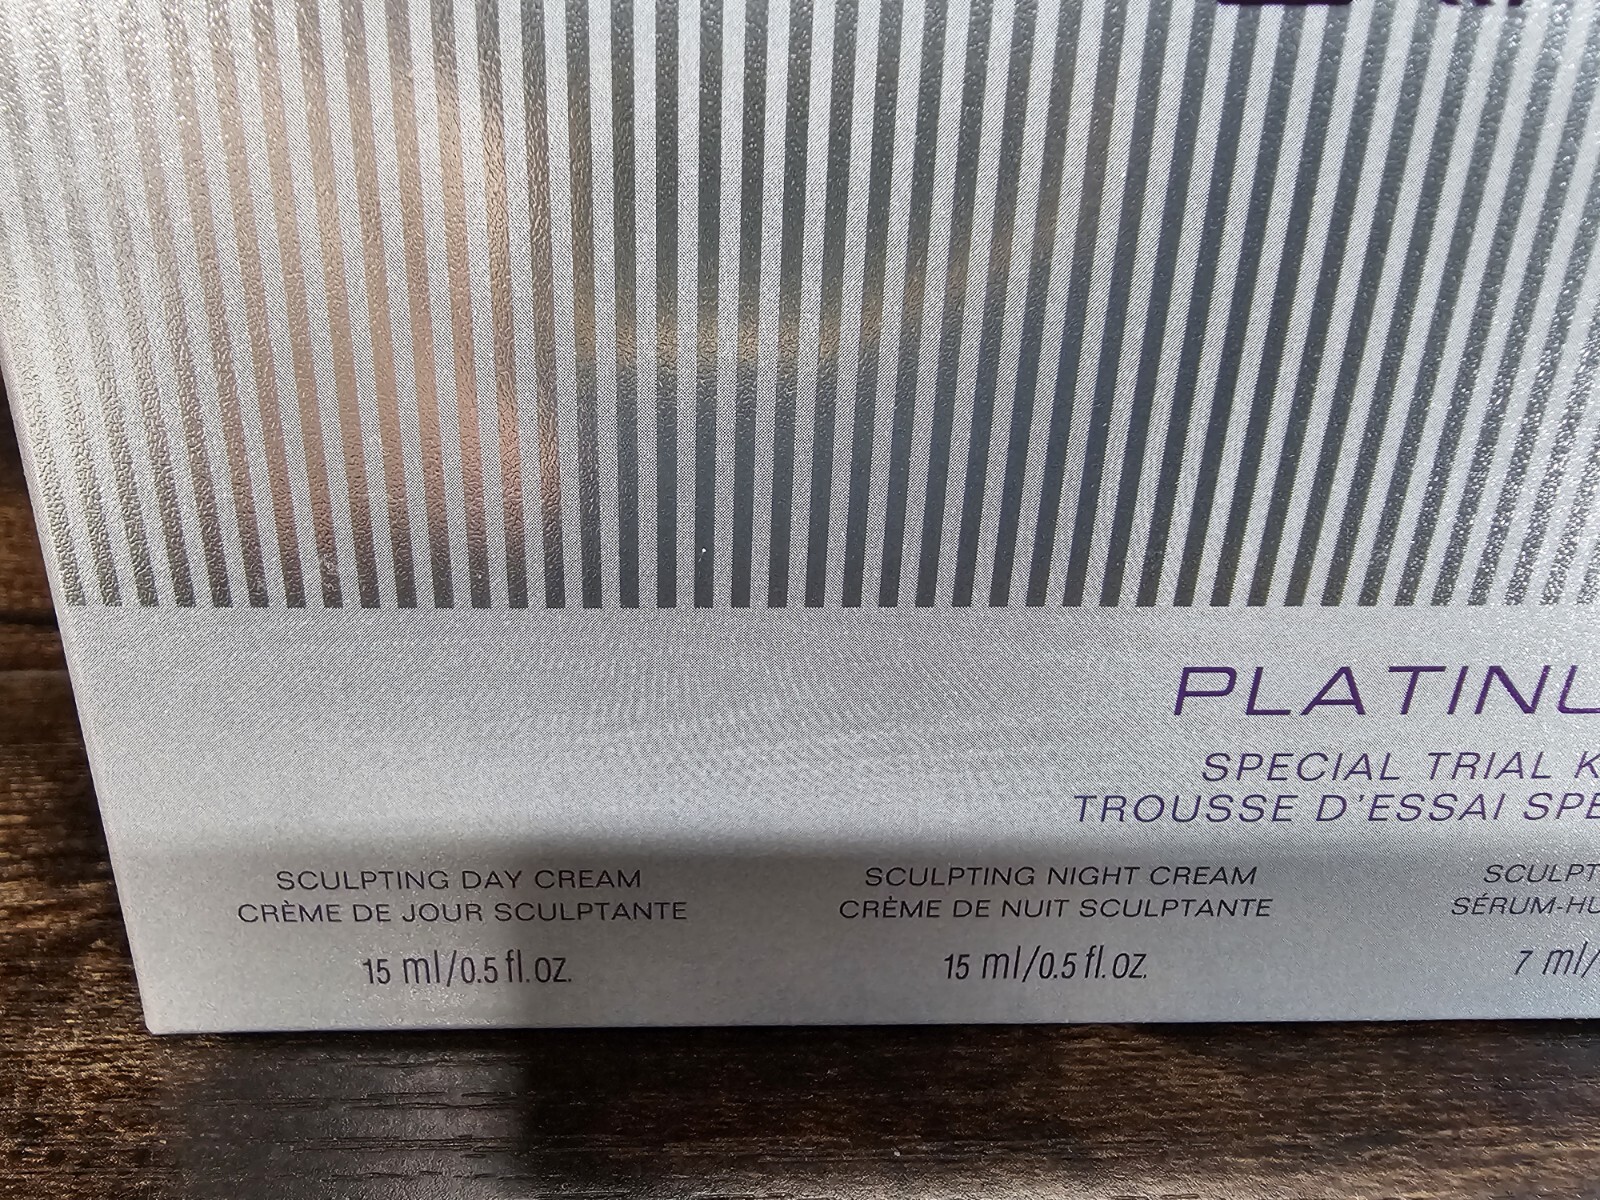 PLATINU
SPECIAL TRIAL K
TROUSSE D'ESSAI SPE
SCULPTING DAY CREAM
CRÈME DE JOUR SCULPTANTE
15 ml/0.5 fl.oz.
SCULPTING NIGHT CREAM
CRÈME DE NUIT SCULPTANTE
15 ml/0.5 fl.oz.
SCULPT
SÉRUM-HU
7 ml/